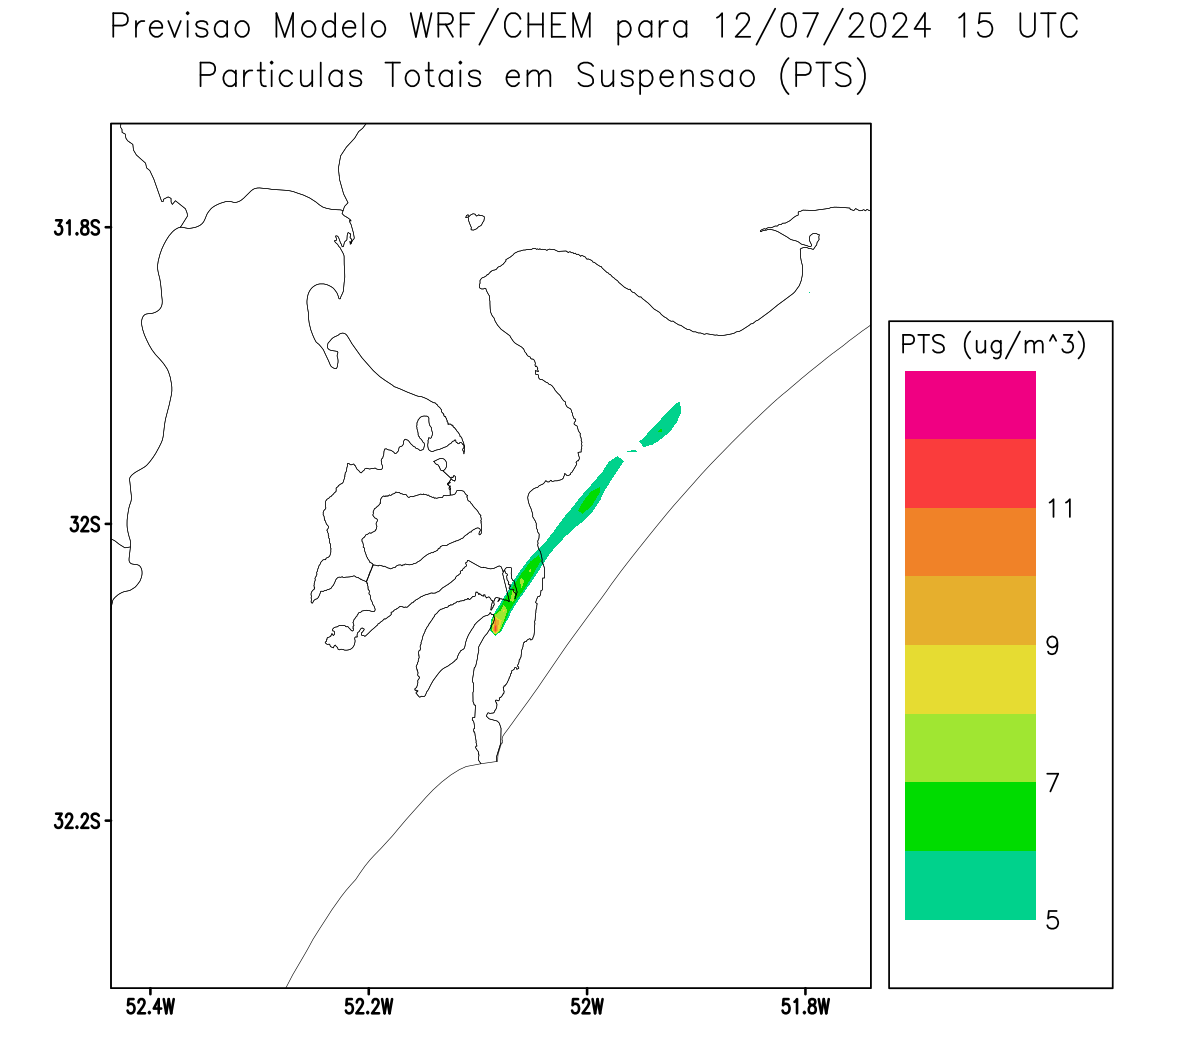 Previsao Modelo WRF/CHEM para 12/07/2024 15 UTC
Particulas Totais em Suspensao (PTS)
31.8S
32S
32.2S
52.4W
52.2W
52W
51.8W
PTS (ug/m^3)
11
9
7
5